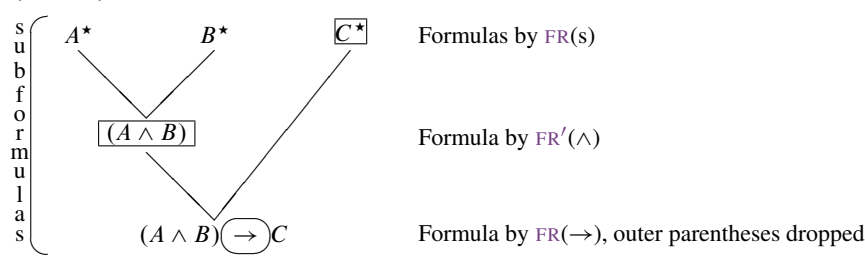 subformulas
A★ B★ C★ Formulas by FR(s)
(A ∧ B) Formula by FR′(∧)
(A ∧ B) → C Formula by FR(→), outer parentheses dropped